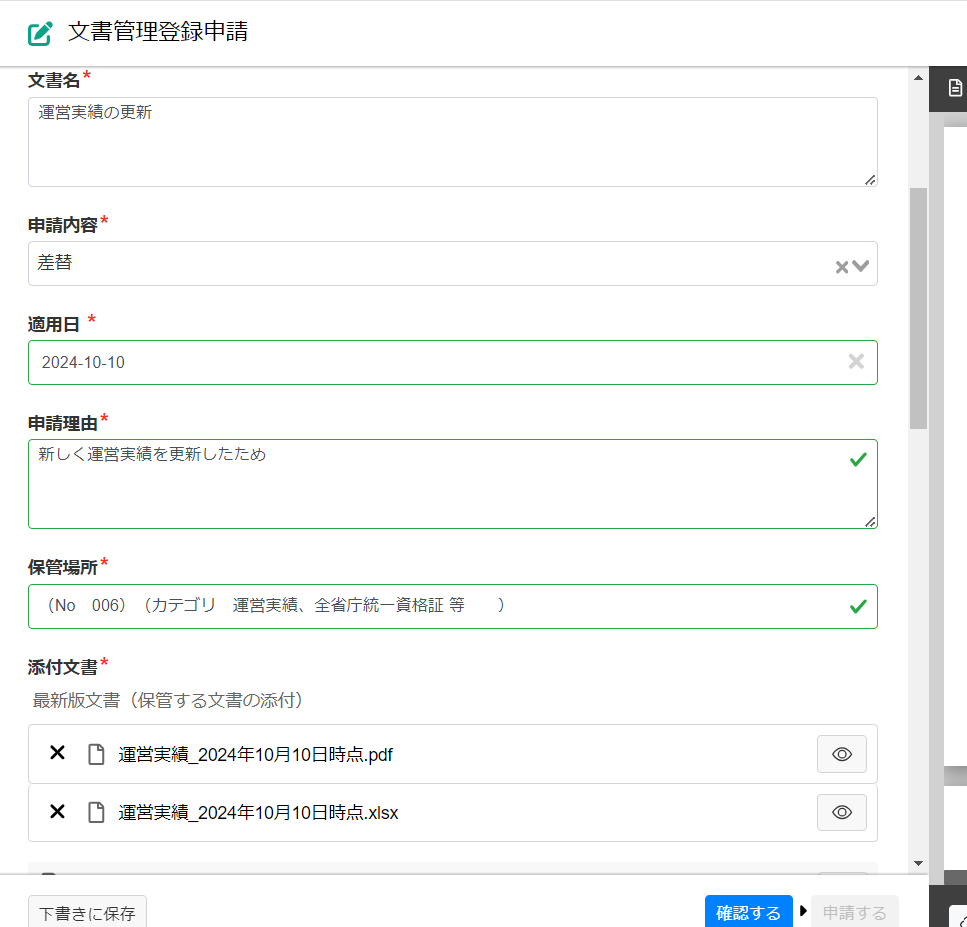 文書管理登録申請
文書名*
運営実績の更新
申請内容*
差替
適用日 *
2024-10-10
申請理由*
新しく運営実績を更新したため
保管場所*
（No　006）（カテゴリ　運営実績、全省庁統一資格証 等　　）
添付文書*
最新版文書（保管する文書の添付）
運営実績_2024年10月10日時点.pdf
運営実績_2024年10月10日時点.xlsx
下書きに保存
確認する
申請する